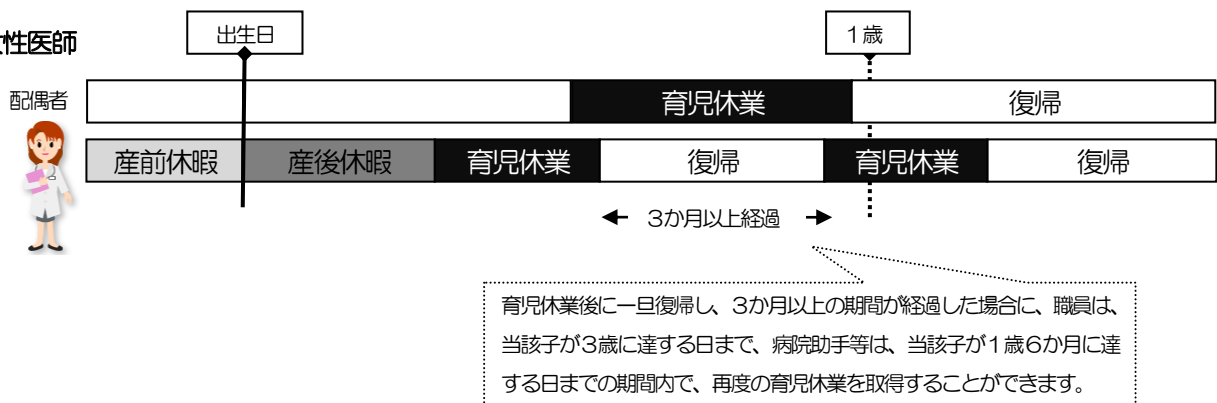 出生日
1歳
性医師
配偶者
育児休業
復帰
産前休暇
産後休暇
育児休業
復帰
育児休業
復帰
3か月以上経過
育児休業後に一旦復帰し、3か月以上の期間が経過した場合に、職員は、
当該子が3歳に達する日まで、病院助手等は、当該子が1歳6か月に達
する日までの期間内で、再度の育児休業を取得することができます。